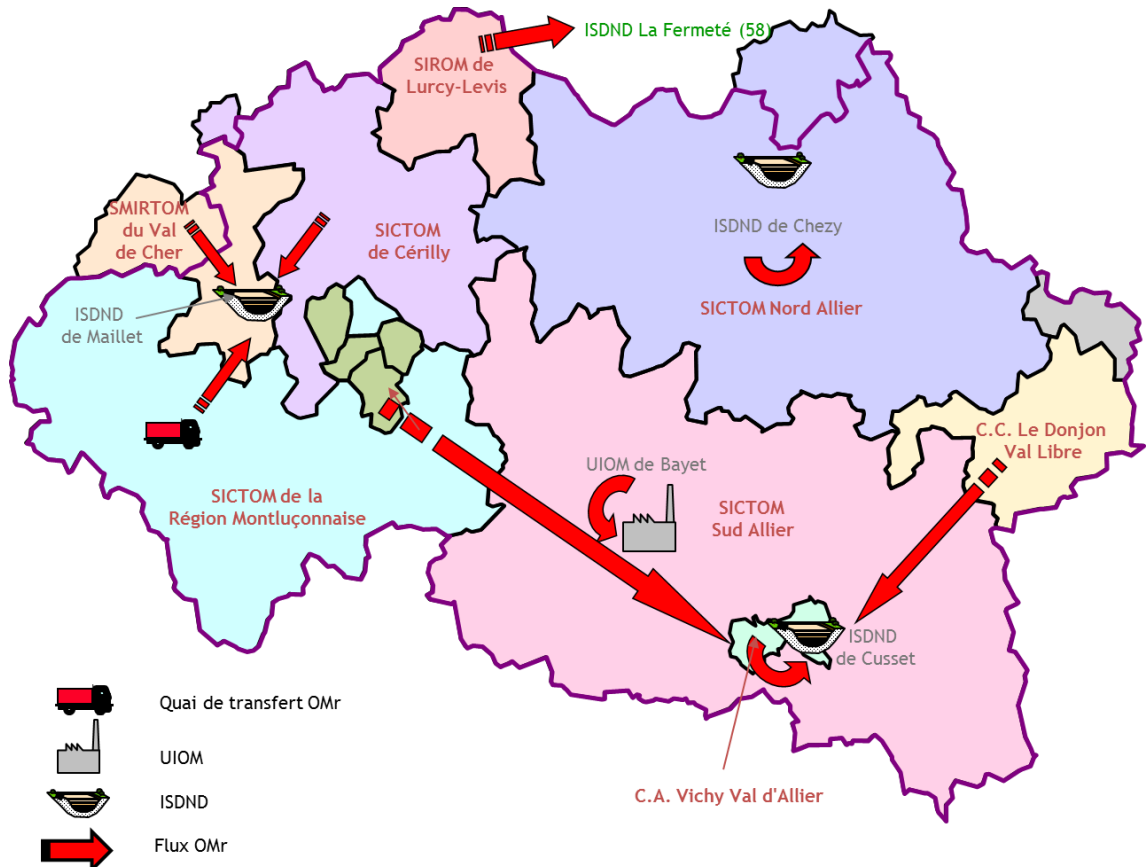 ISDND La Fermeté (58)
SIROM de
Lurcy-Levis
SMIRTOM
du Val
de Cher
SICTOM
de Cérilly
ISDND de Chezy
SICTOM Nord Allier
ISDND
de Maillet
C.C. Le Donjon
Val Libre
UIOM de Bayet
SICTOM de la
Région Montluçonnaise
SICTOM
Sud Allier
ISDND
de Cusset
C.A. Vichy Val d'Allier
Quai de transfert OMr
UIOM
ISDND
Flux OMr